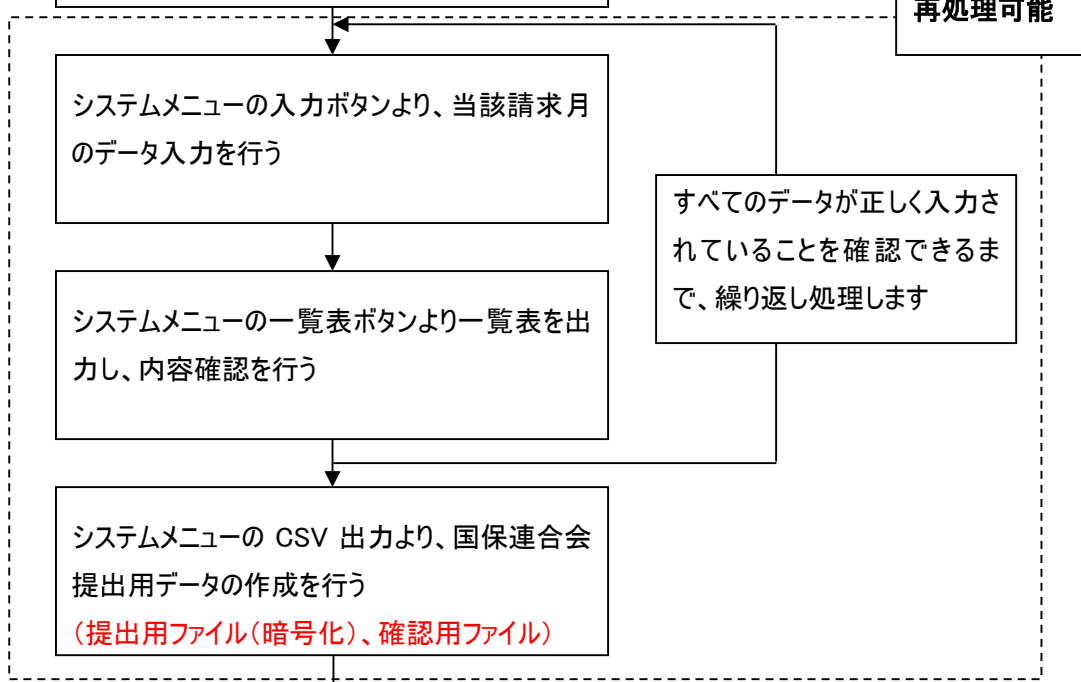 再処理可能
システムメニューの入力ボタンより、当該請求月
のデータ入力を行う
すべてのデータが正しく入力さ
れていることを確認できるま
で、繰り返し処理します
システムメニューの一覧表ボタンより一覧表を出
力し、内容確認を行う
システムメニューの CSV 出力より、国保連合会
提出用データの作成を行う
（提出用ファイル（暗号化）、確認用ファイル）